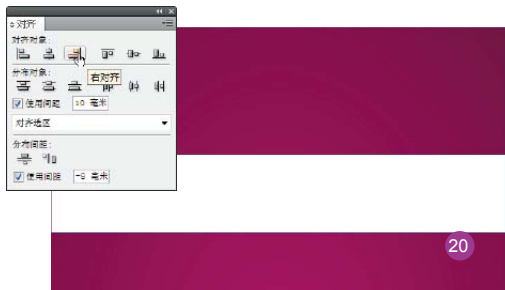 对齐
对齐对象：
分布对象：
右对齐
使用间距 10 毫米
对齐选区
分布间距：
使用间距 -9 毫米
20